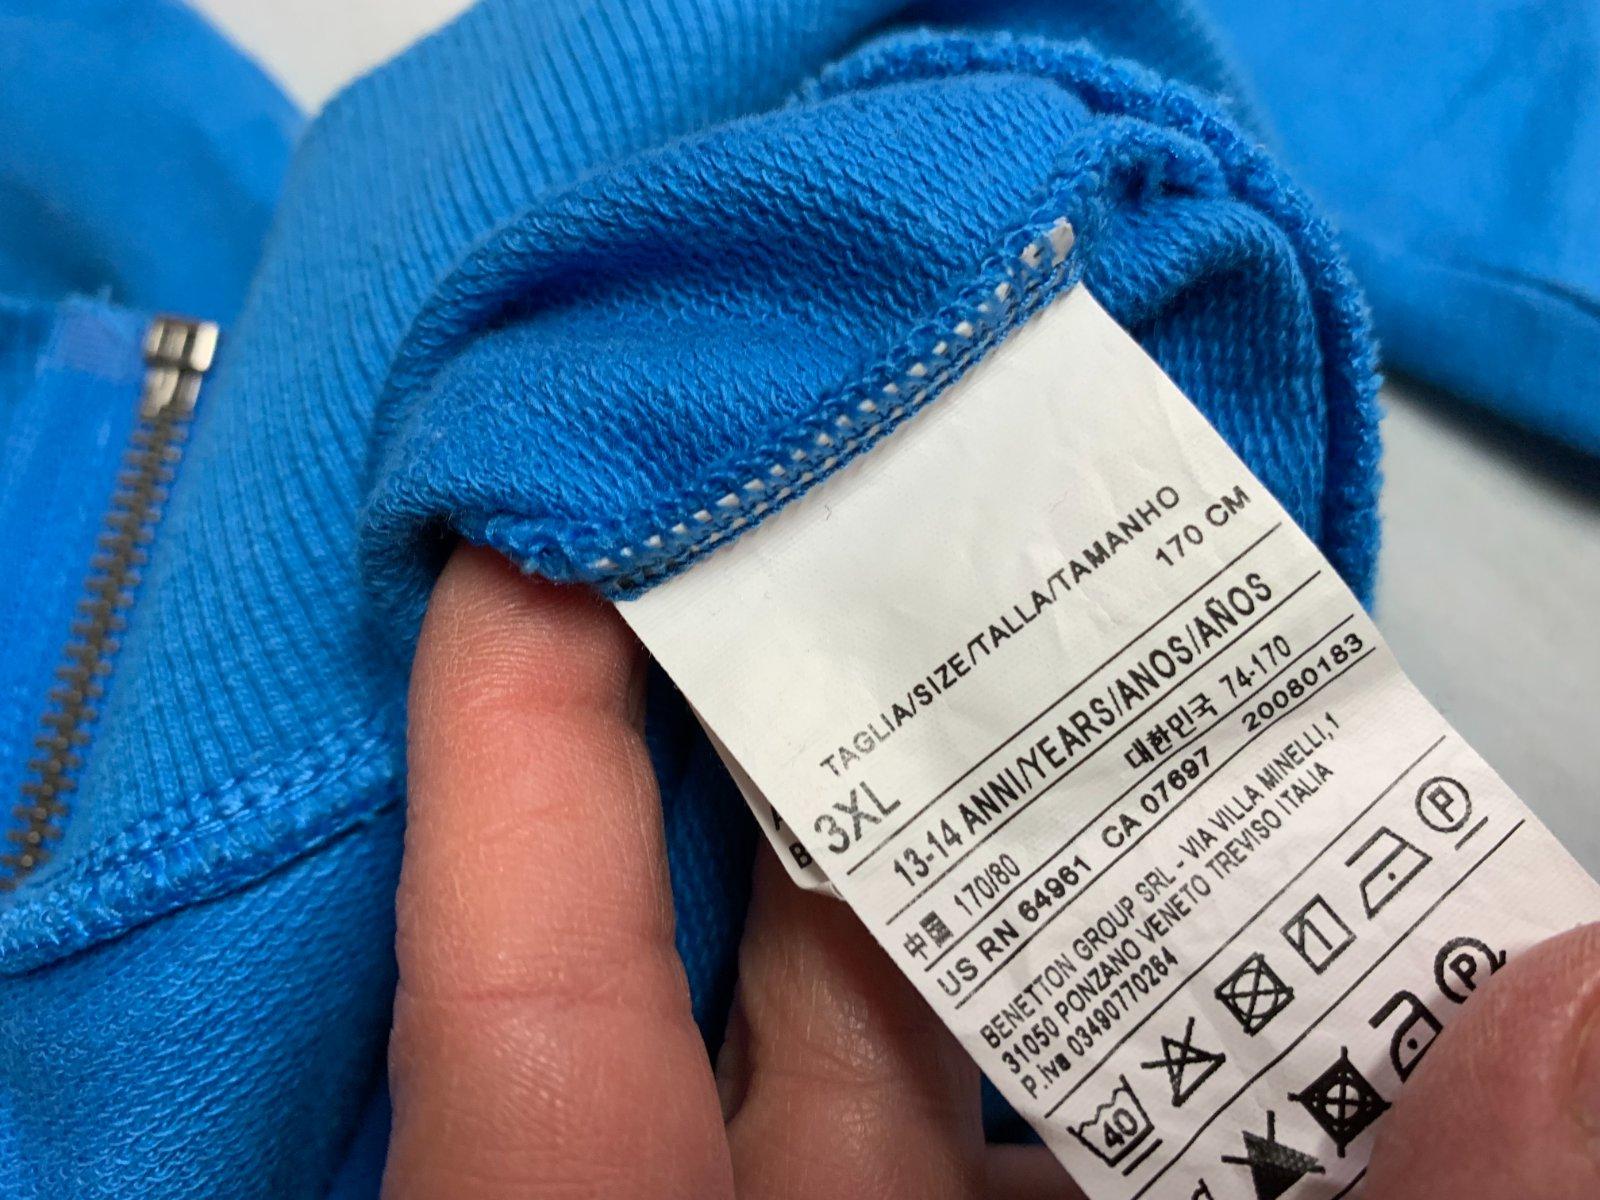 TAGLIA/SIZE/TALLA/TAMANHO
3XL 170 CM
13-14 ANNI/YEARS/ANOS/AÑOS
대한민국 74-170
中國 170/80
US RN 64961 CA 07697 20080183
BENETTON GROUP SRL - VIA VILLA MINELLI,1
31050 PONZANO VENETO TREVISO ITALIA
P.iva 03490770264
40
P
P
B